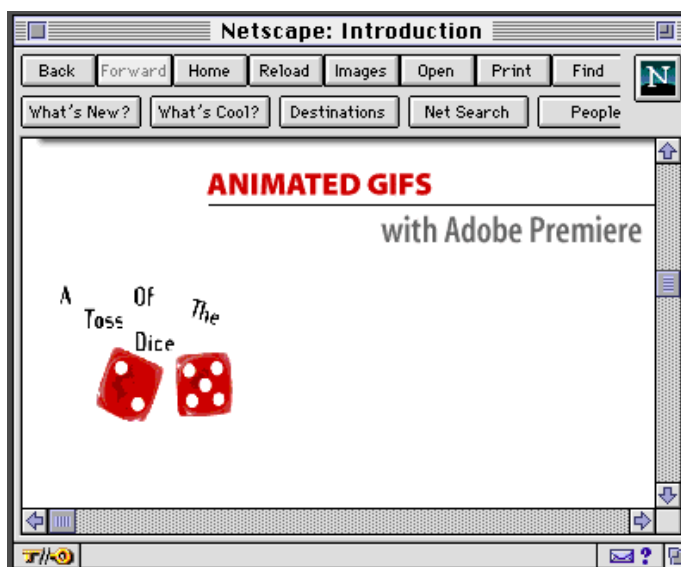 Netscape: Introduction
Back Forward Home Reload Images Open Print Find
N
What's New? What's Cool? Destinations Net Search People
ANIMATED GIFS
with Adobe Premiere
A Of The
Toss
Dice
?